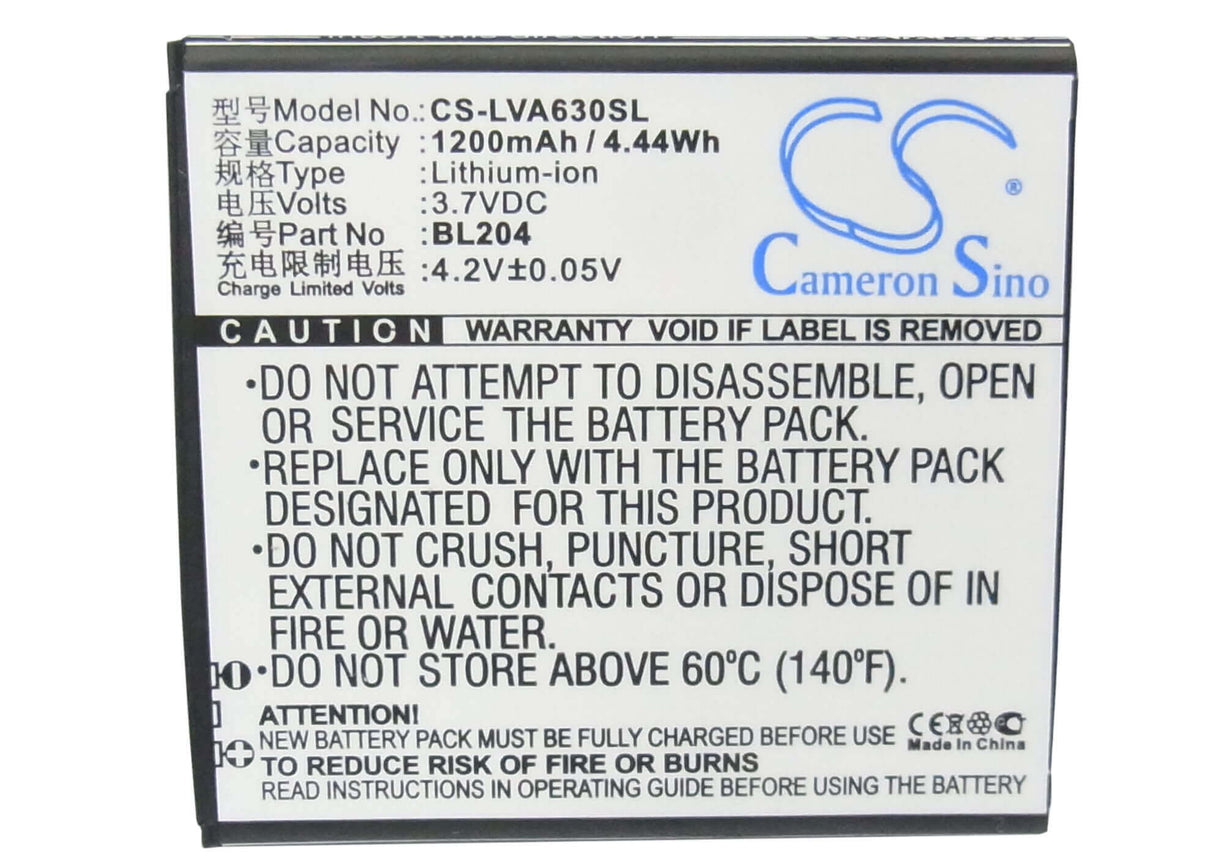 型号Model No.:CS-LVA630SL
容量Capacity :1200mAh / 4.44Wh
规格Type :Lithium-ion
电压Volts :3.7VDC
编号Part No :BL204
充电限制电压 :4.2V±0.05V
Charge Limited Volts
CS ®
Cameron Sino
CAUTION WARRANTY VOID IF LABEL IS REMOVED
•DO NOT ATTEMPT TO DISASSEMBLE, OPEN
OR SERVICE THE BATTERY PACK.
•REPLACE ONLY WITH THE BATTERY PACK
DESIGNATED FOR THIS PRODUCT.
•DO NOT CRUSH, PUNCTURE, SHORT
EXTERNAL CONTACTS OR DISPOSE OF IN
FIRE OR WATER.
•DO NOT STORE ABOVE 60ºC (140ºF).
ATTENTION!
NEW BATTERY PACK MUST BE FULLY CHARGED BEFORE USE
CE
Made In China
TO REDUCE RISK OF FIRE OR BURNS
READ INSTRUCTIONS IN OPERATING GUIDE BEFORE USING THE BATTERY